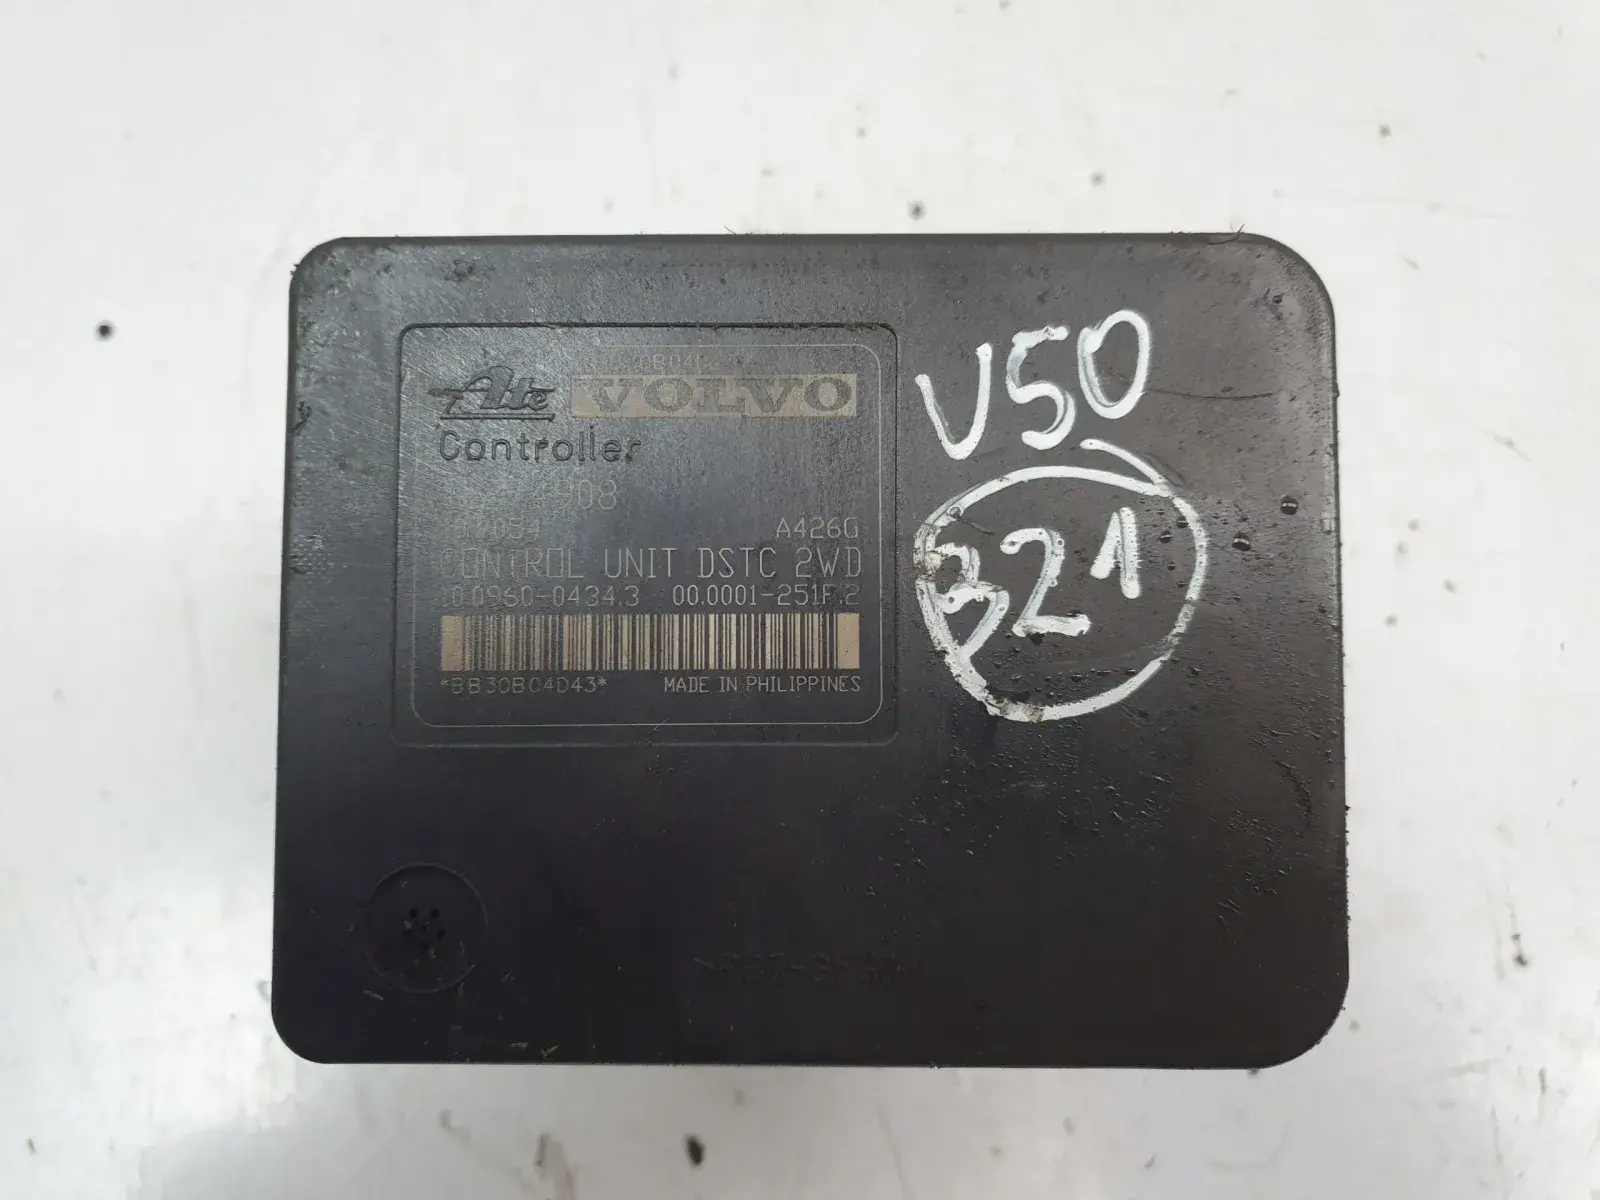 Ate VOLVO
Controller
A426G
CONTROL UNIT DSTC 2WD
10.0960-0434.3 00.0001-251F.2
*BB30B04D43* MADE IN PHILIPPINES
V50
321